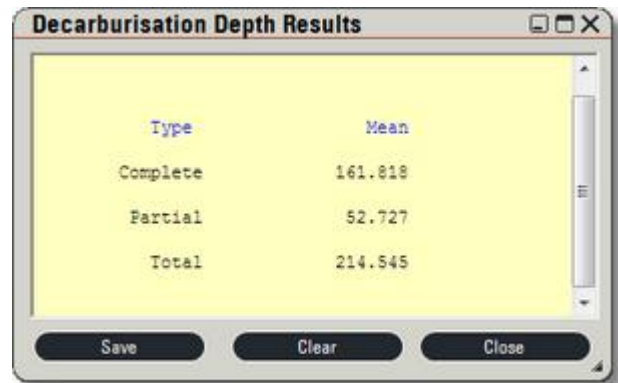 Decarburisation Depth Results
Type Mean
Complete 161.818
Partial 52.727
Total 214.545
Save Clear Close